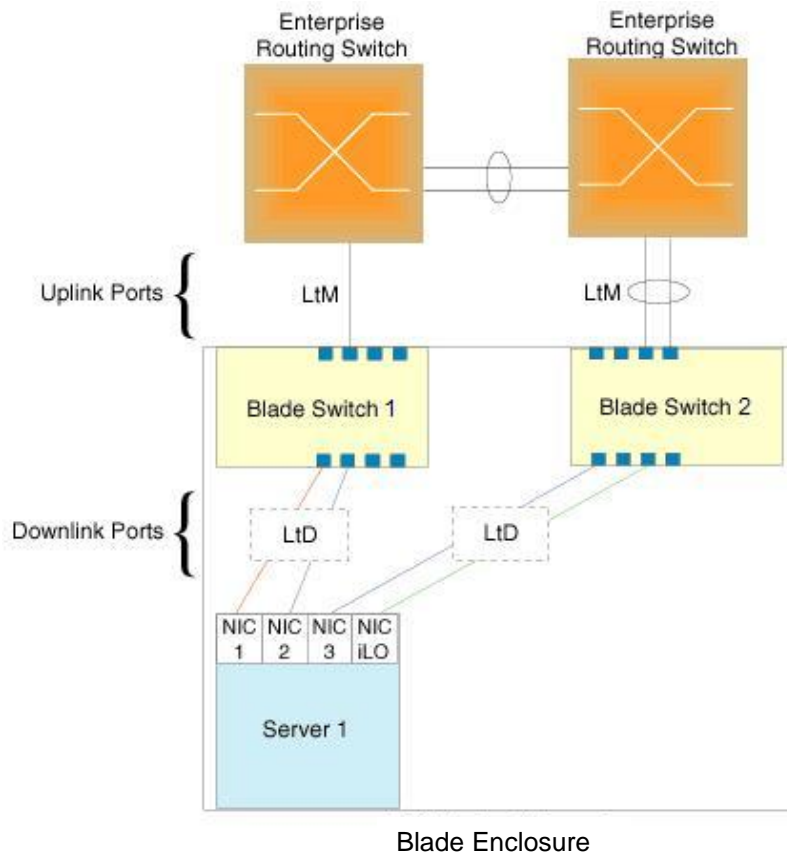 Enterprise
Routing Switch
Enterprise
Routing Switch
Uplink Ports
LtM
LtM
Blade Switch 1
Blade Switch 2
Downlink Ports
LtD
LtD
NIC
1
NIC
2
NIC
3
NIC
iLO
Server 1
Blade Enclosure